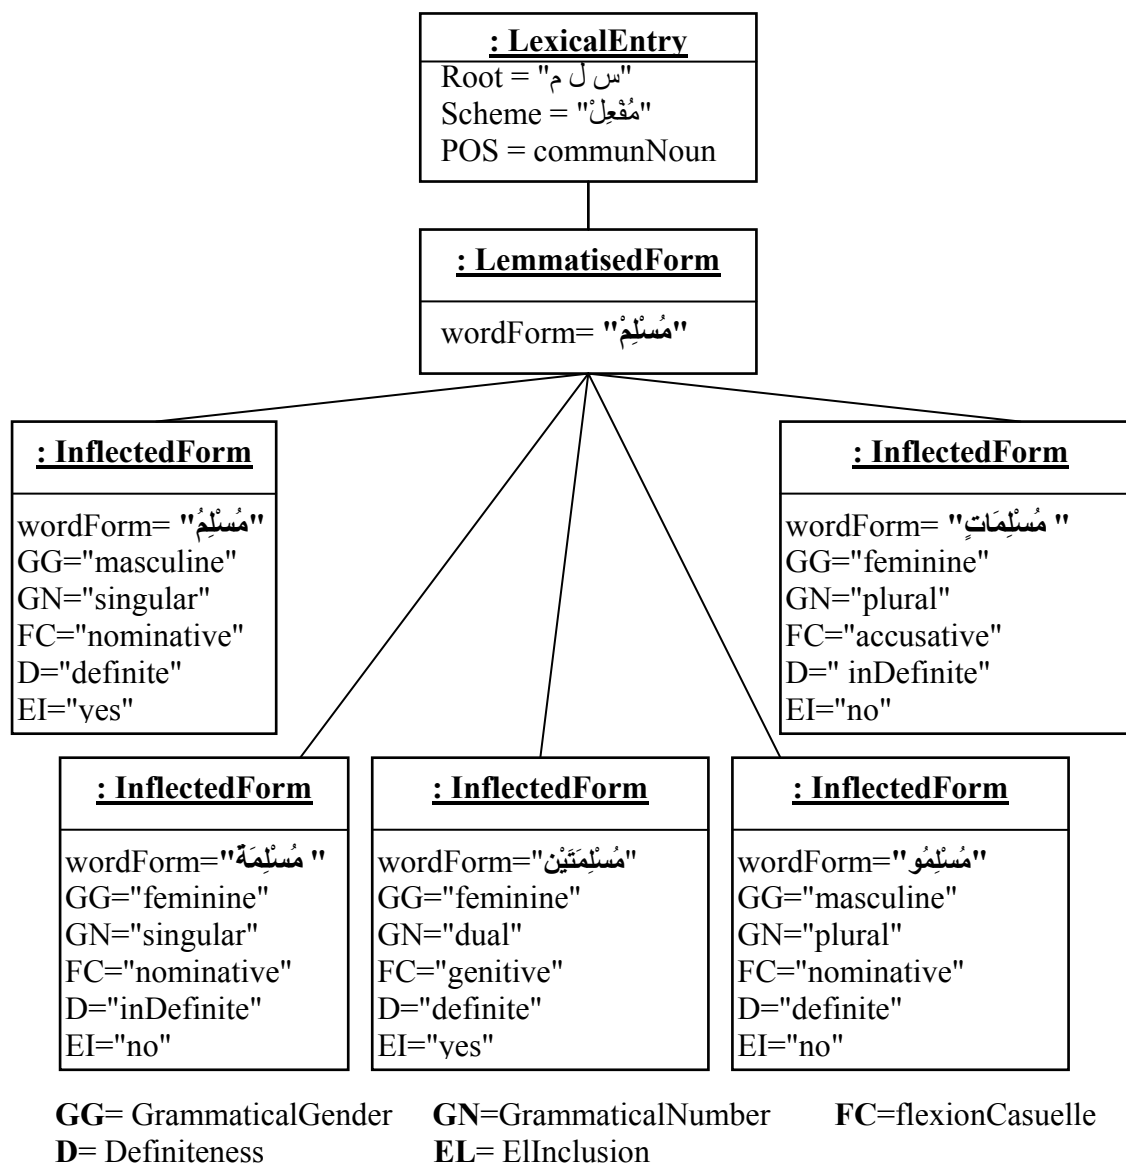 : LexicalEntry
Root = "س ل م"
Scheme = "مُفْعِلْ"
POS = communNoun
: LemmatisedForm
wordForm= "مُسْلِمْ"
: InflectedForm
wordForm= "مُسْلِمُ"
GG="masculine"
GN="singular"
FC="nominative"
D="definite"
EI="yes"
: InflectedForm
wordForm= "مُسْلِمَاتٍ "
GG="feminine"
GN="plural"
FC="accusative"
D=" inDefinite"
EI="no"
: InflectedForm
wordForm="مُسْلِمَةٌ "
GG="feminine"
GN="singular"
FC="nominative"
D="inDefinite"
EI="no"
: InflectedForm
wordForm="مُسْلِمَتَيْن"
GG="feminine"
GN="dual"
FC="genitive"
D="definite"
EI="yes"
: InflectedForm
wordForm="مُسْلِمُو"
GG="masculine"
GN="plural"
FC="nominative"
D="definite"
EI="no"
GG= GrammaticalGender GN=GrammaticalNumber FC=flexionCasuelle
D= Definiteness EL= ElInclusion